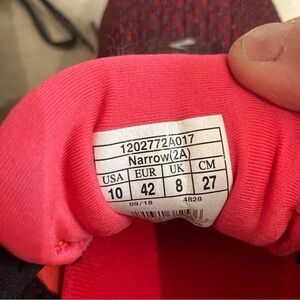 1202772A017
Narrow(2A)
USA EUR UK CM
10 42 8 27
09/18 4828